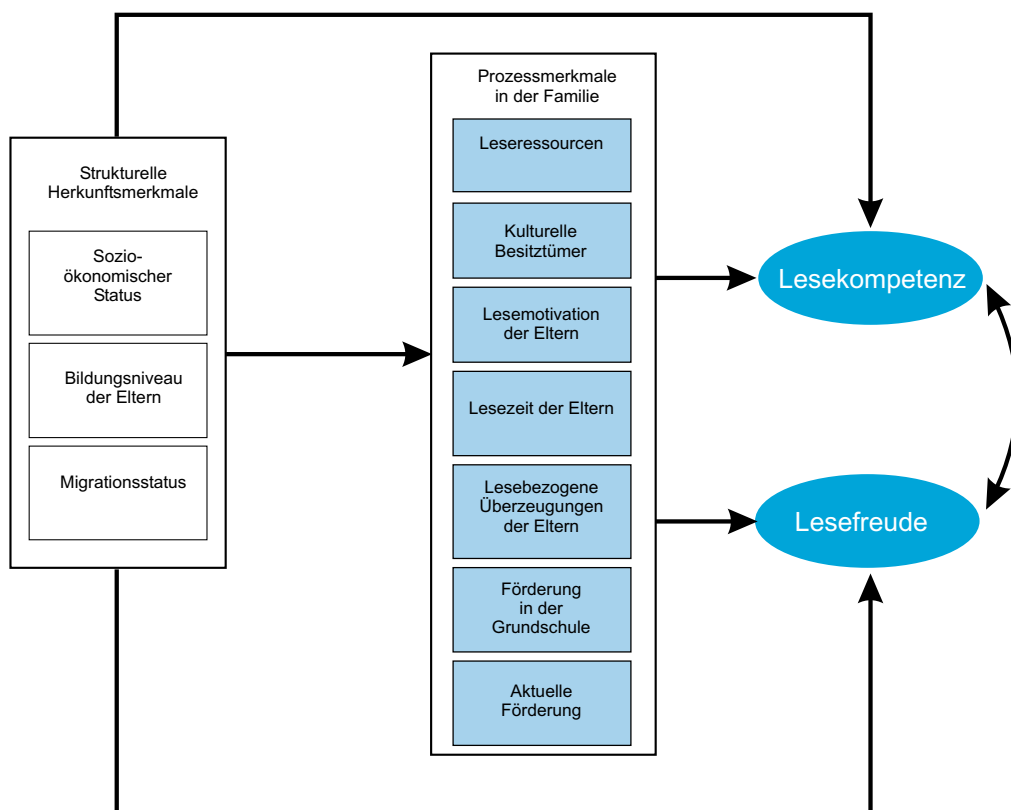 Strukturelle
Herkunftsmerkmale
Sozio-
ökonomischer
Status
Bildungsniveau
der Eltern
Migrationsstatus
Prozessmerkmale
in der Familie
Leseressourcen
Kulturelle
Besitztümer
Lesemotivation
der Eltern
Lesezeit der Eltern
Lesebezogene
Überzeugungen
der Eltern
Förderung
in der
Grundschule
Aktuelle
Förderung
Lesekompetenz
Lesefreude